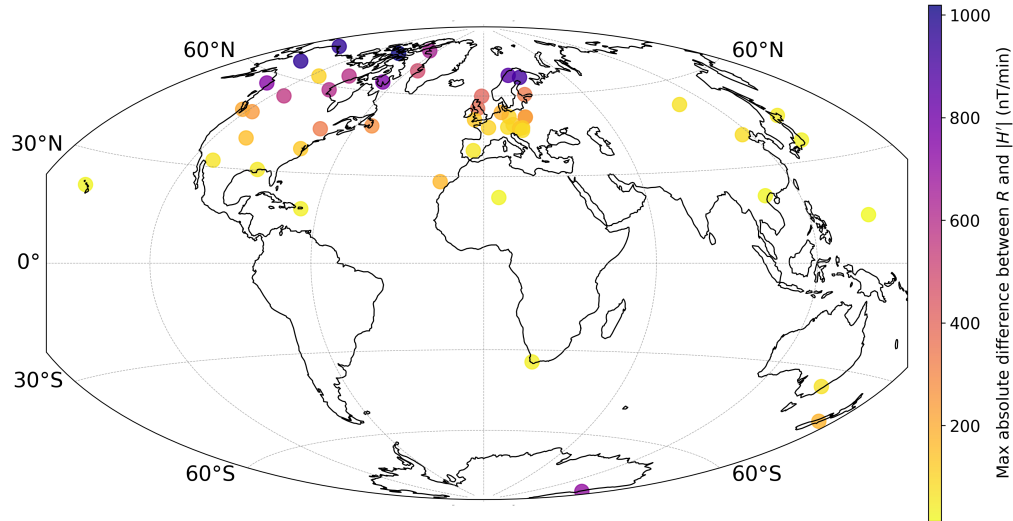 60°N
60°N
30°N
0°
30°S
60°S
60°S
1000
800
600
400
200
Max absolute difference between R and |H′| (nT/min)